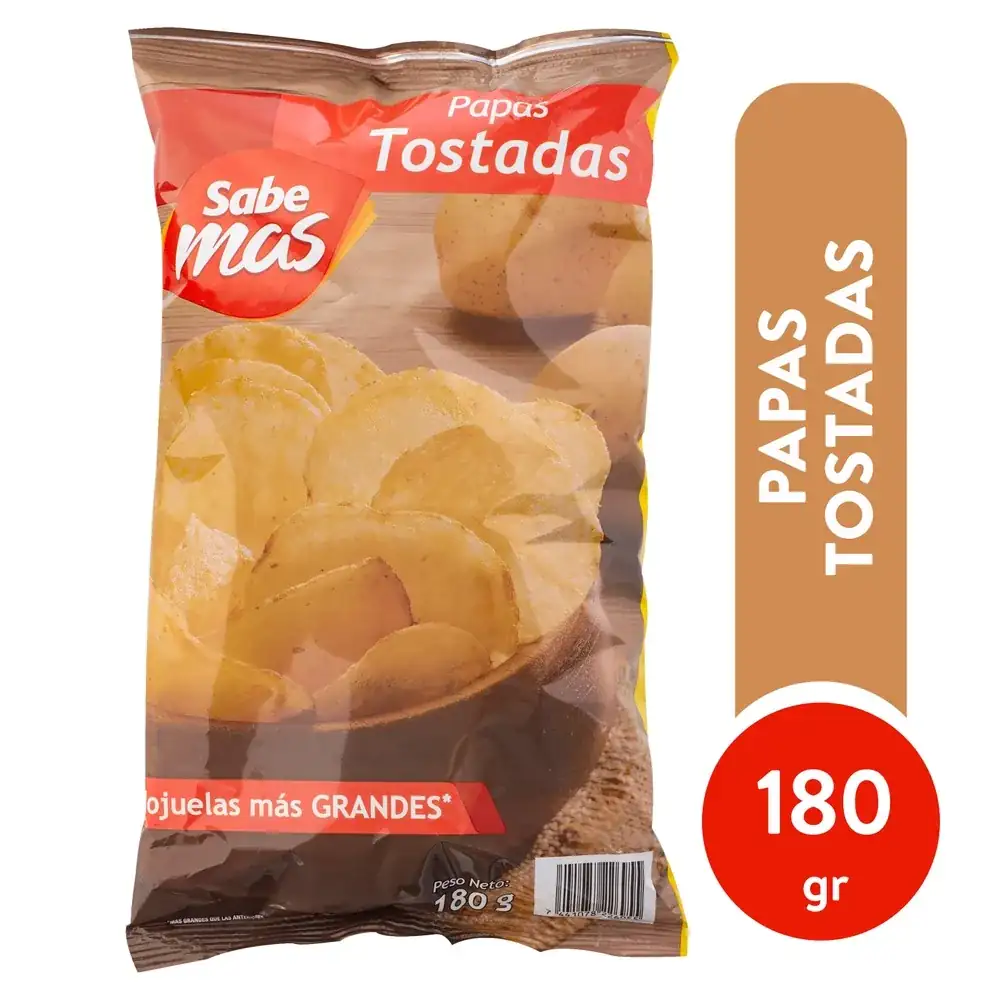 Papas
Tostadas
Sabe
mas
ojuelas más GRANDES*
Peso Neto:
180 g
PAPAS
TOSTADAS
180
gr